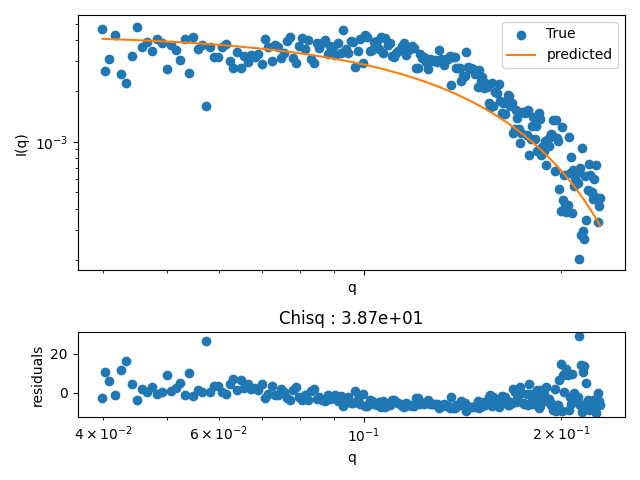 True
predicted
I(q)
10⁻³
q
Chisq : 3.87e+01
residuals
20
0
4 × 10⁻² 6 × 10⁻² 10⁻¹ 2 × 10⁻¹
q